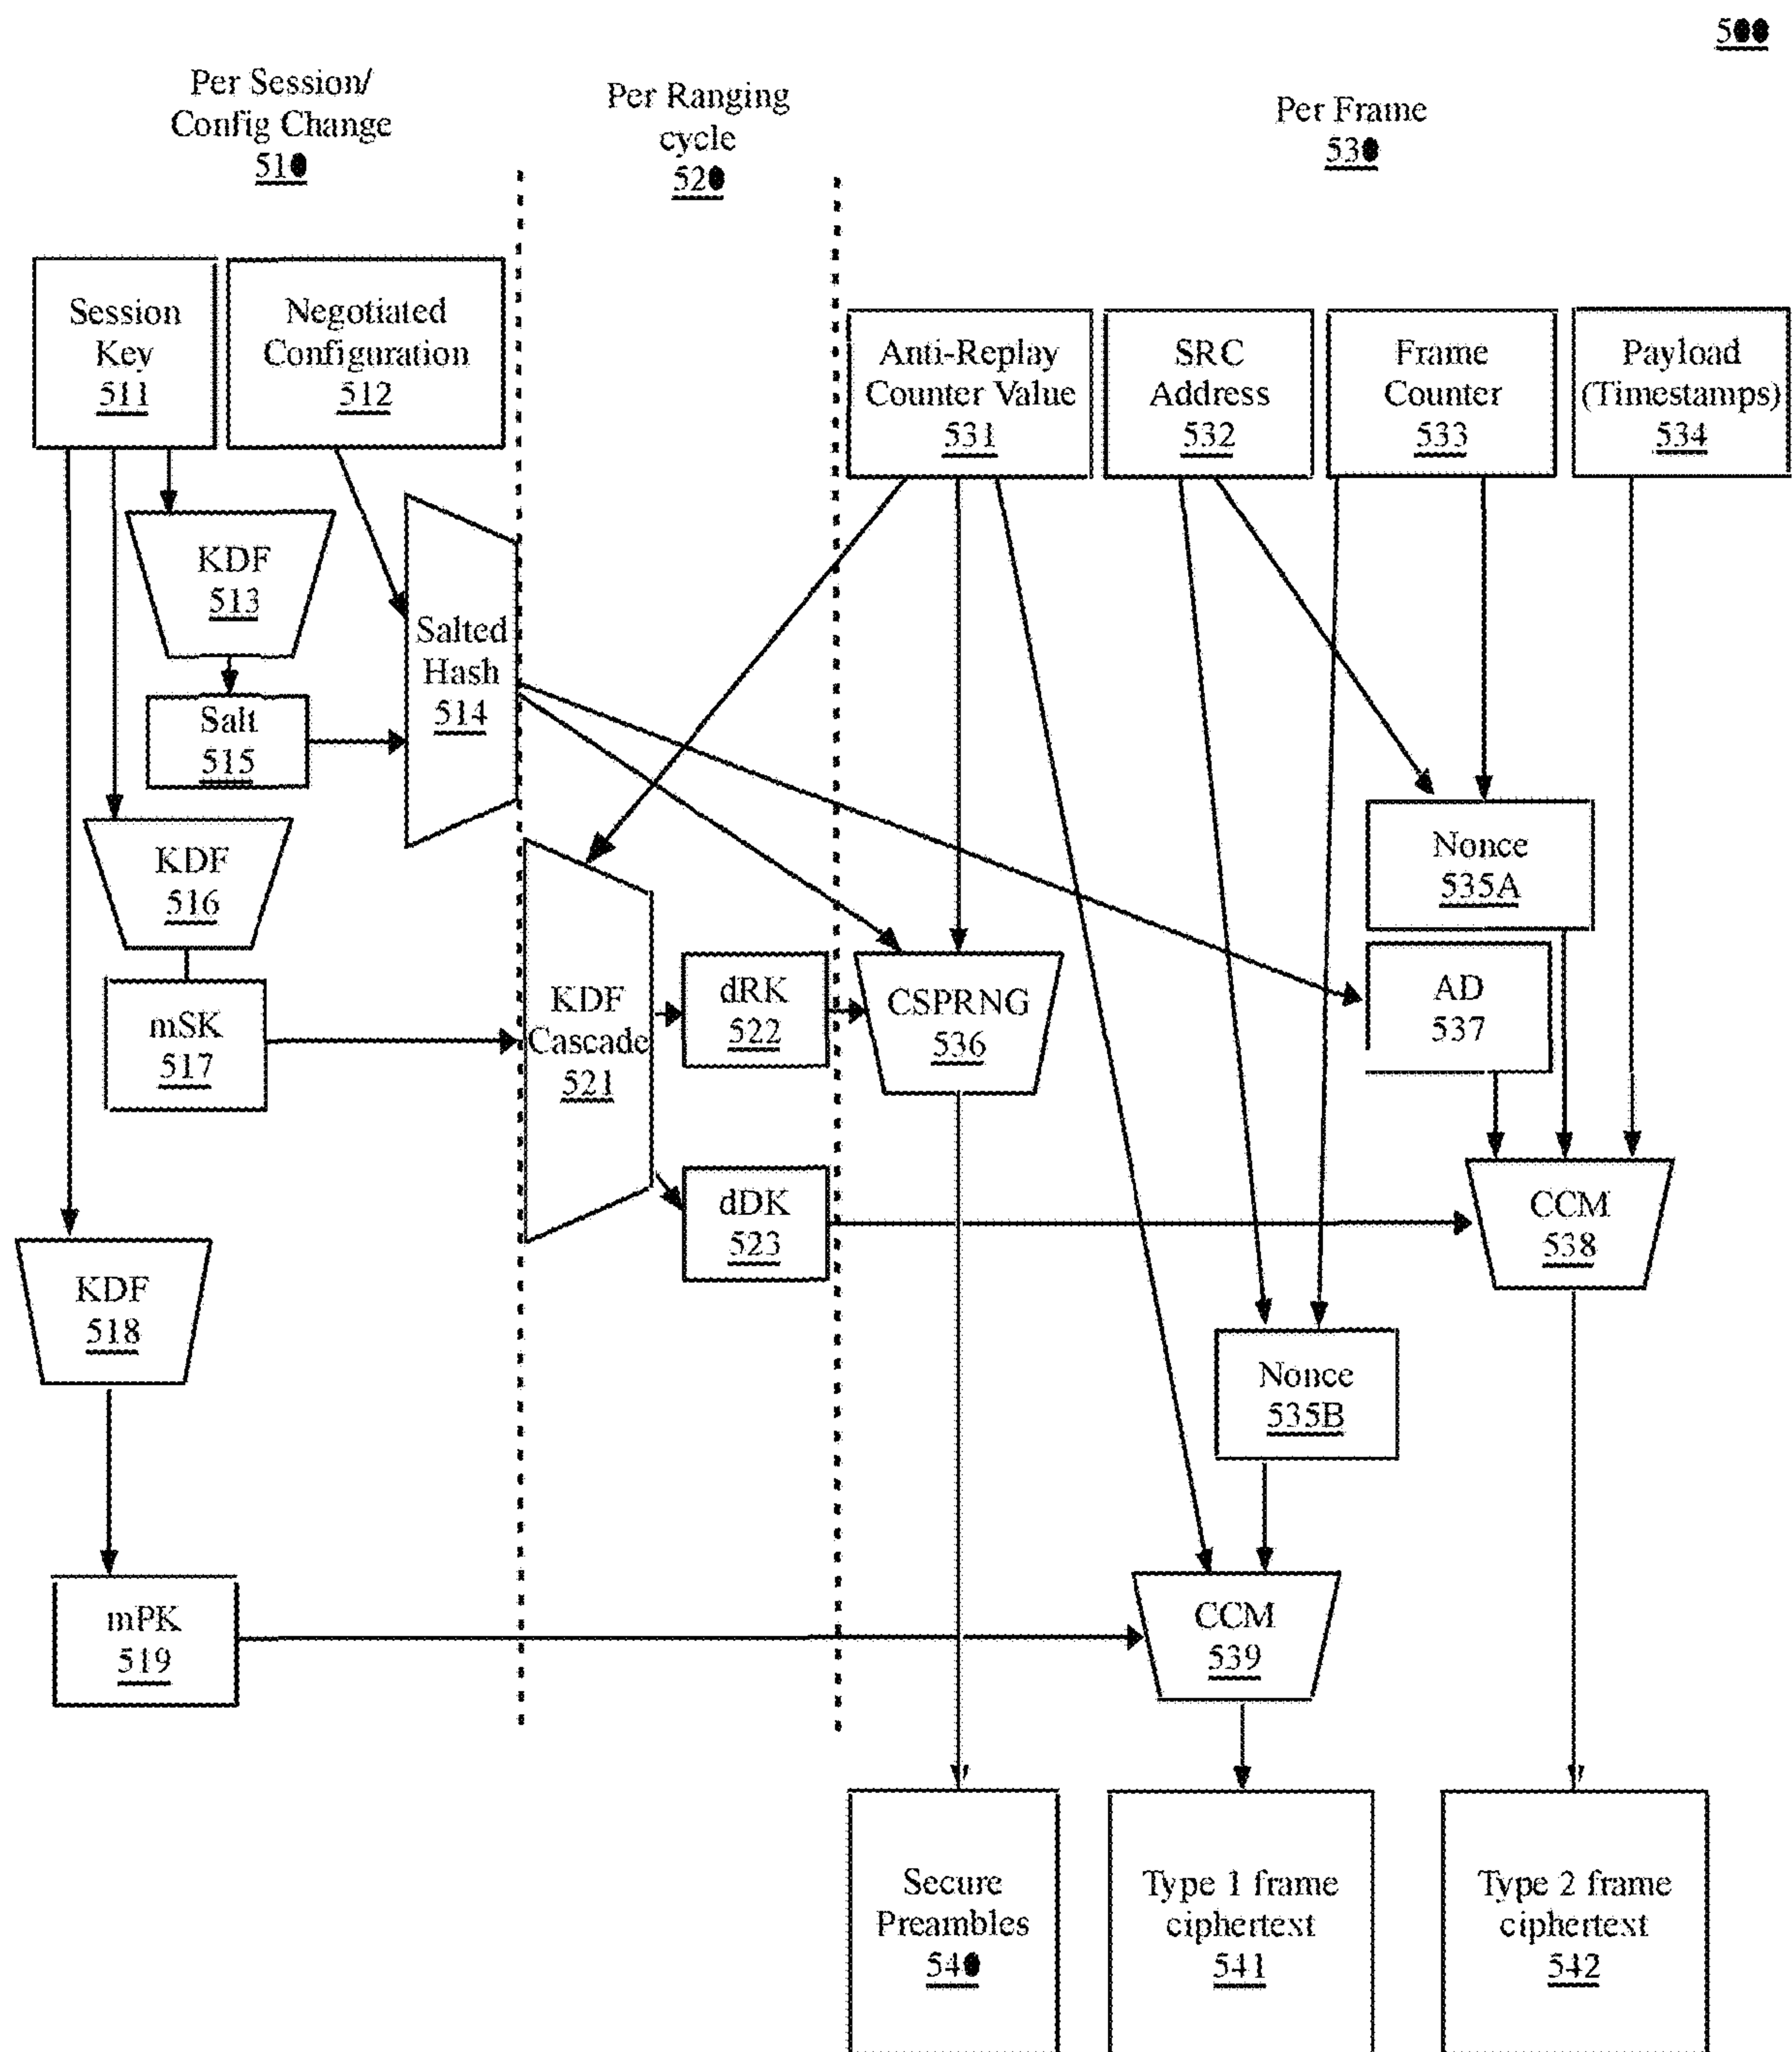 500
Per Session/
Config Change
510
Per Ranging
cycle
520
Per Frame
530
Session
Key
511
Negotiated
Configuration
512
Anti-Replay
Counter Value
531
SRC
Address
532
Frame
Counter
533
Payload
(Timestamps)
534
KDF
513
Salted
Hash
514
Salt
515
KDF
516
Nonce
535A
mSK
517
KDF
Cascade
521
dRK
522
CSPRNG
536
AD
537
dDK
523
CCM
538
KDF
518
Nonce
535B
mPK
519
CCM
539
Secure
Preambles
540
Type 1 frame
ciphertext
541
Type 2 frame
ciphertext
542